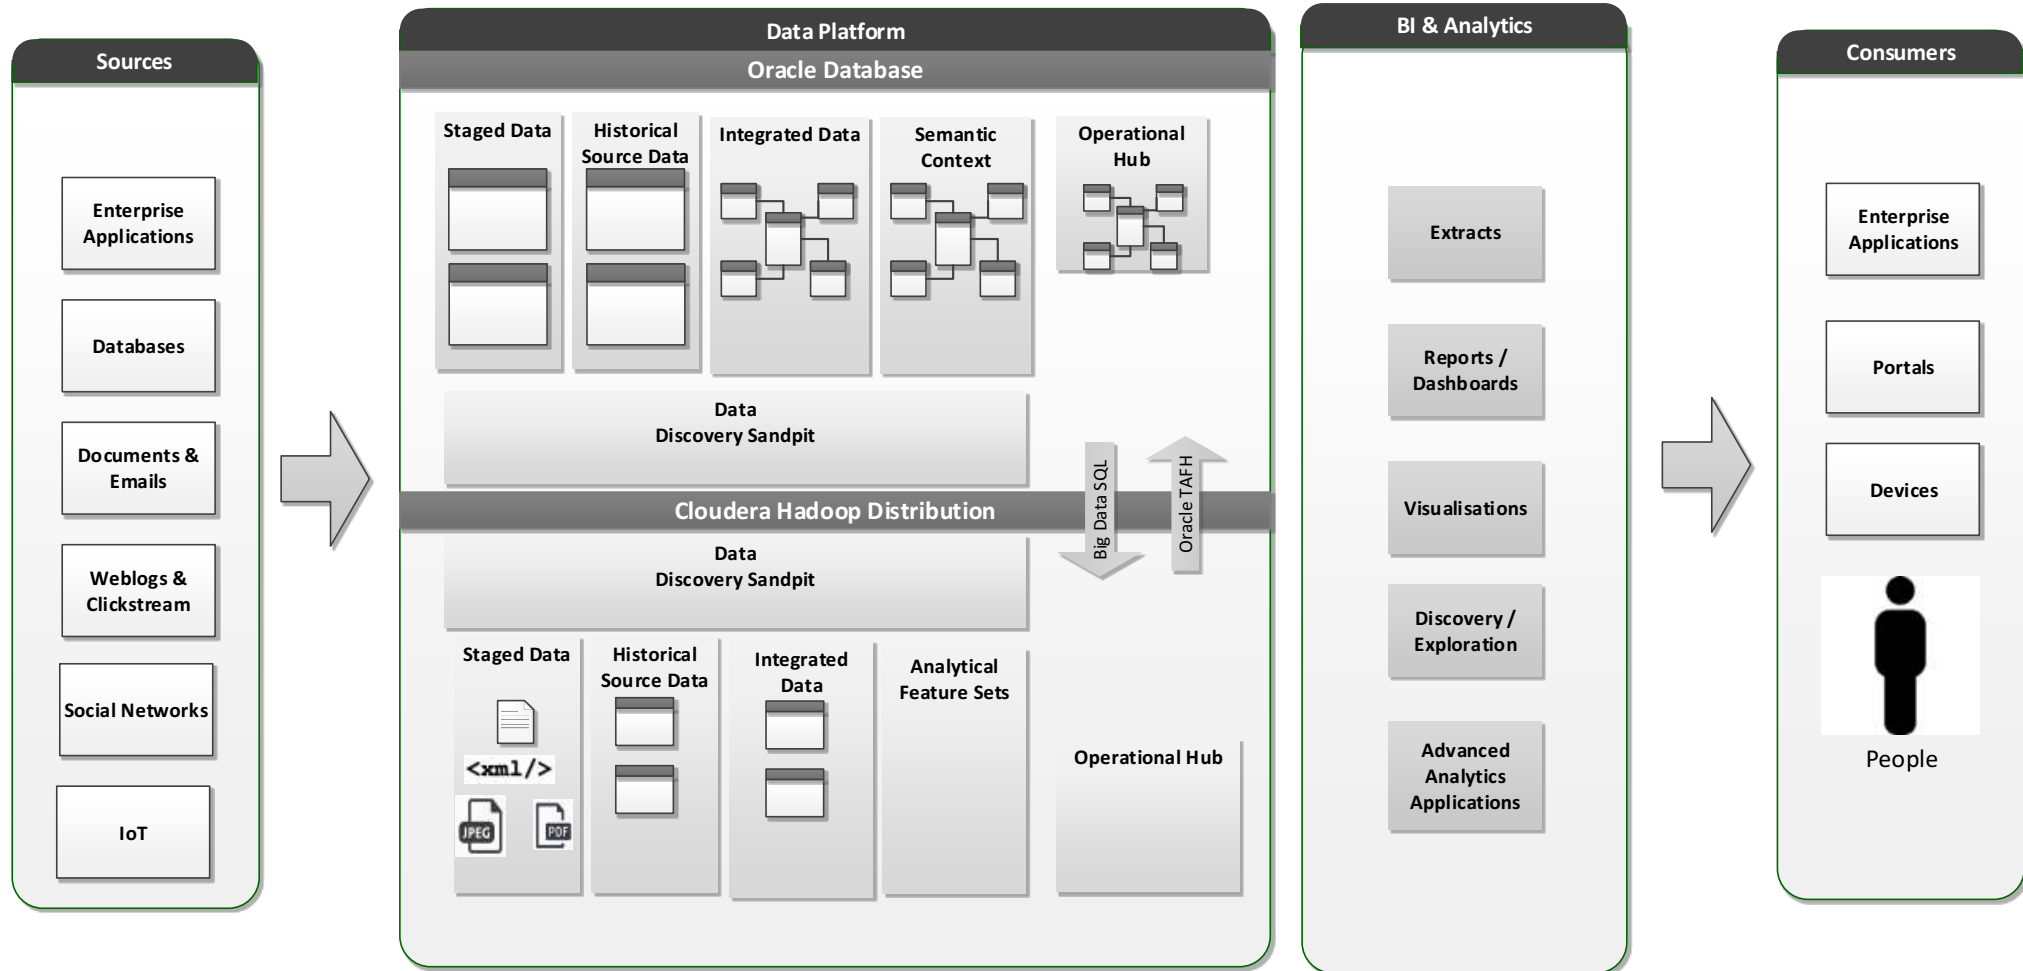 Sources
Enterprise
Applications
Databases
Documents &
Emails
Weblogs &
Clickstream
Social Networks
IoT
Data Platform
Oracle Database
Staged Data
Historical
Source Data
Integrated Data
Semantic
Context
Operational
Hub
Data
Discovery Sandpit
Big Data SQL
Oracle TAFH
Cloudera Hadoop Distribution
Data
Discovery Sandpit
Staged Data
<xml/>
JPEG
PDF
Historical
Source Data
Integrated
Data
Analytical
Feature Sets
Operational Hub
BI & Analytics
Extracts
Reports /
Dashboards
Visualisations
Discovery /
Exploration
Advanced
Analytics
Applications
Consumers
Enterprise
Applications
Portals
Devices
People